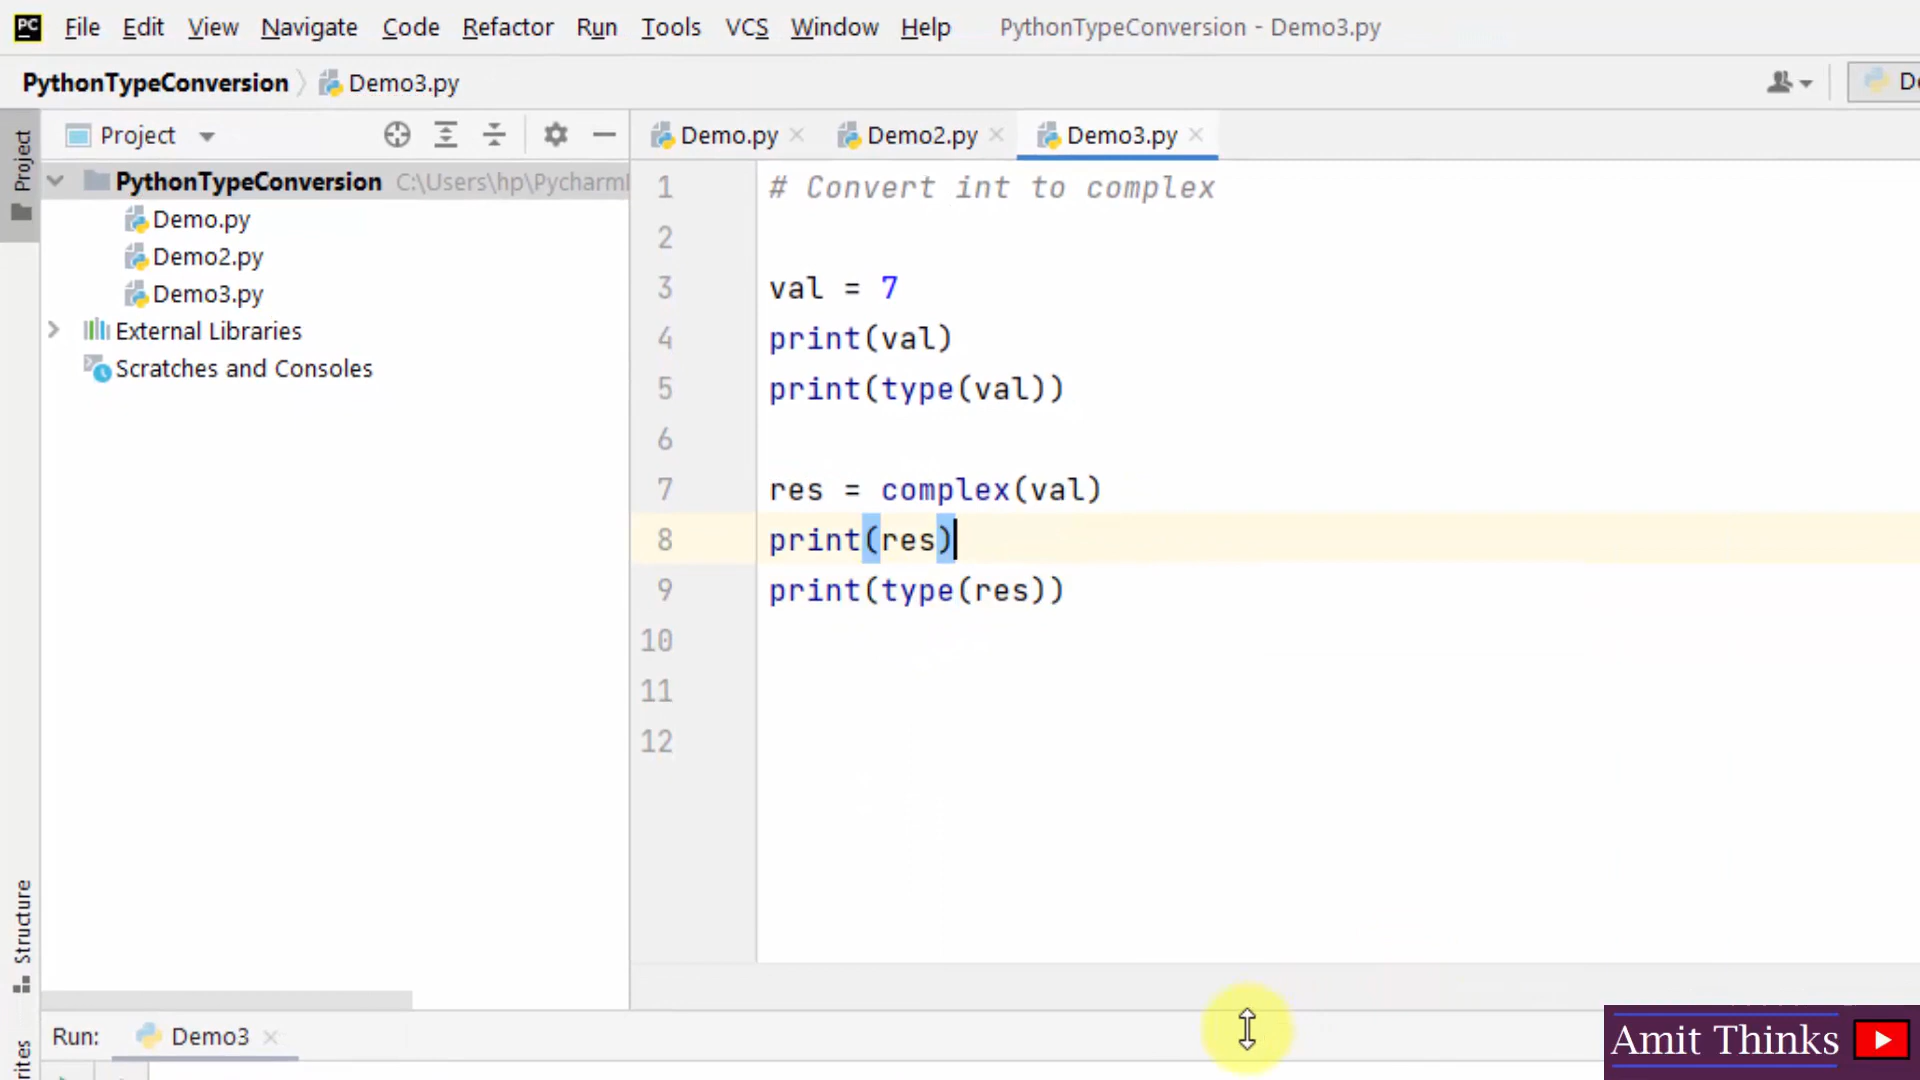 PC File Edit View Navigate Code Refactor Run Tools VCS Window Help PythonTypeConversion - Demo3.py
PythonTypeConversion Demo3.py
Project
Project
Demo.py Demo2.py Demo3.py
PythonTypeConversion C:\Users\hp\Pycharm
Demo.py
Demo2.py
Demo3.py
External Libraries
Scratches and Consoles
1 # Convert int to complex
2
3 val = 7
4 print(val)
5 print(type(val))
6
7 res = complex(val)
8 print(res)
9 print(type(res))
10
11
12
Structure
Run: Demo3
Amit Thinks